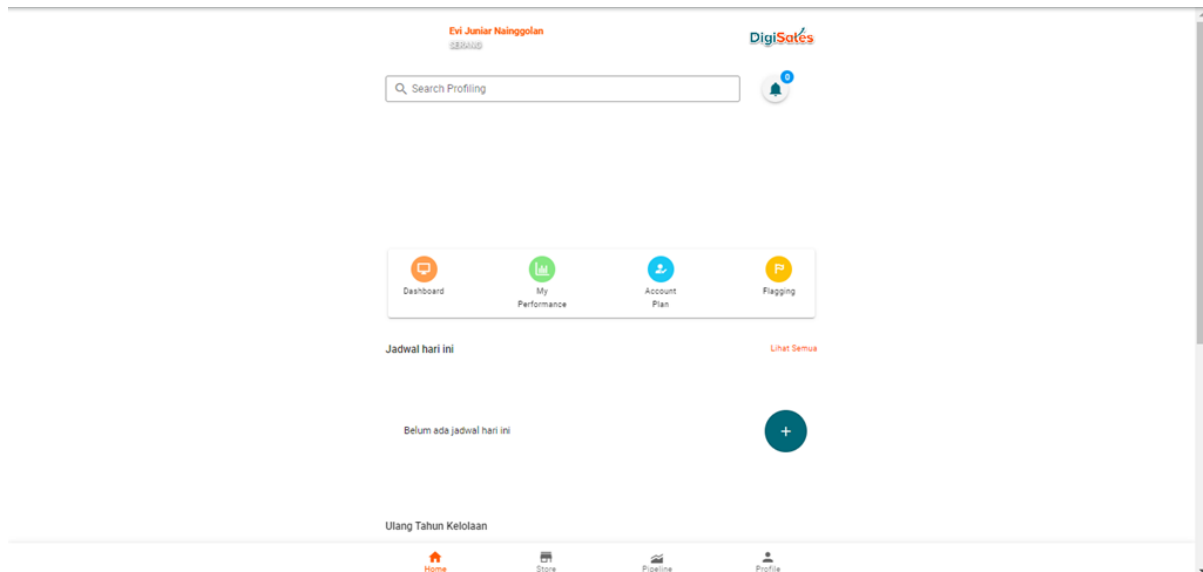 Evi Juniar Nainggolan
SERANG
DigiSales
Search Profiling
0
Dashboard
My
Performance
Account
Plan
Flagging
Jadwal hari ini
Lihat Semua
Belum ada jadwal hari ini
+
Ulang Tahun Kelolaan
Home
Store
Pipeline
Profile